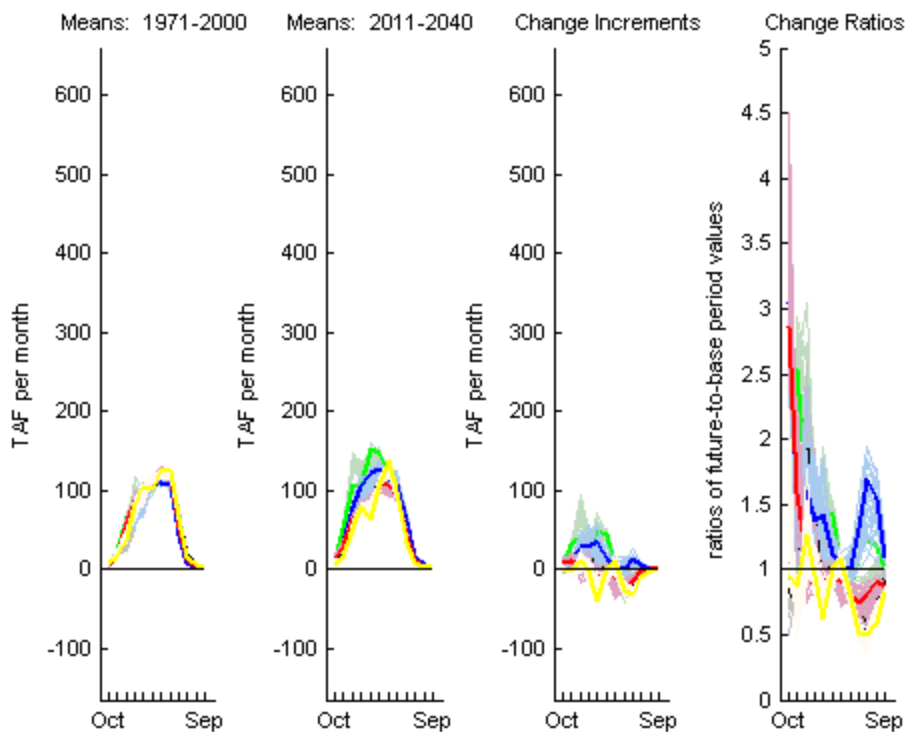 Means: 1971-2000
Means: 2011-2040
Change Increments
Change Ratios
TAF per month
600
500
400
300
200
100
0
-100
Oct
Sep
TAF per month
600
500
400
300
200
100
0
-100
Oct
Sep
TAF per month
600
500
400
300
200
100
0
-100
Oct
Sep
ratios of future-to-base period values
5
4.5
4
3.5
3
2.5
2
1.5
1
0.5
0
Oct
Sep